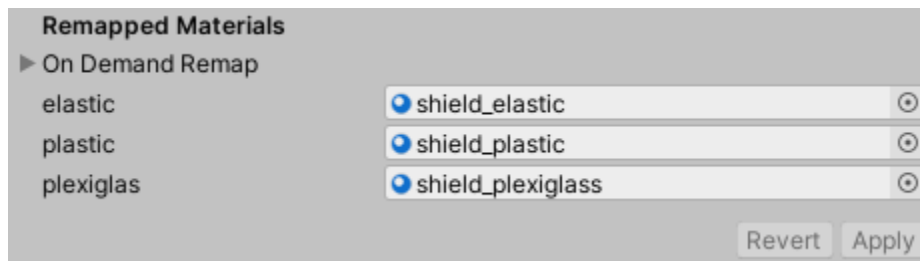 Remapped Materials
On Demand Remap
elastic shield_elastic
plastic shield_plastic
plexiglas shield_plexiglass
Revert Apply